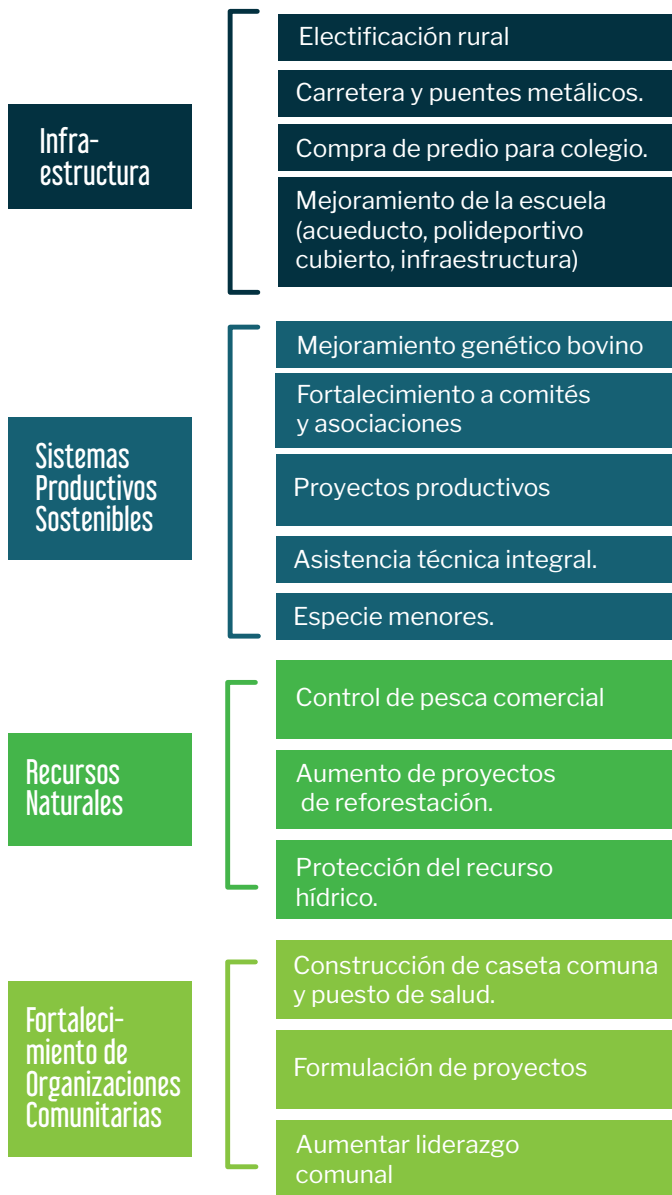 Infra-
estructura
Electificación rural
Carretera y puentes metálicos.
Compra de predio para colegio.
Mejoramiento de la escuela
(acueducto, polideportivo
cubierto, infraestructura)
Sistemas
Productivos
Sostenibles
Mejoramiento genético bovino
Fortalecimiento a comités
y asociaciones
Proyectos productivos
Asistencia técnica integral.
Especie menores.
Recursos
Naturales
Control de pesca comercial
Aumento de proyectos
de reforestación.
Protección del recurso
hídrico.
Fortaleci-
miento de
Organizaciones
Comunitarias
Construcción de caseta comuna
y puesto de salud.
Formulación de proyectos
Aumentar liderazgo
comunal